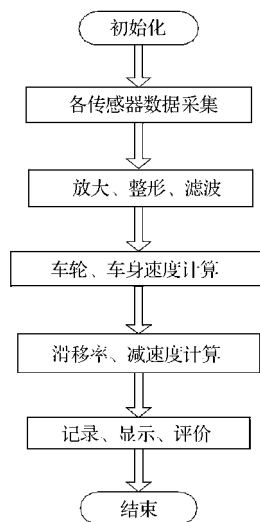 初始化
各传感器数据采集
放大、整形、滤波
车轮、车身速度计算
滑移率、减速度计算
记录、显示、评价
结束